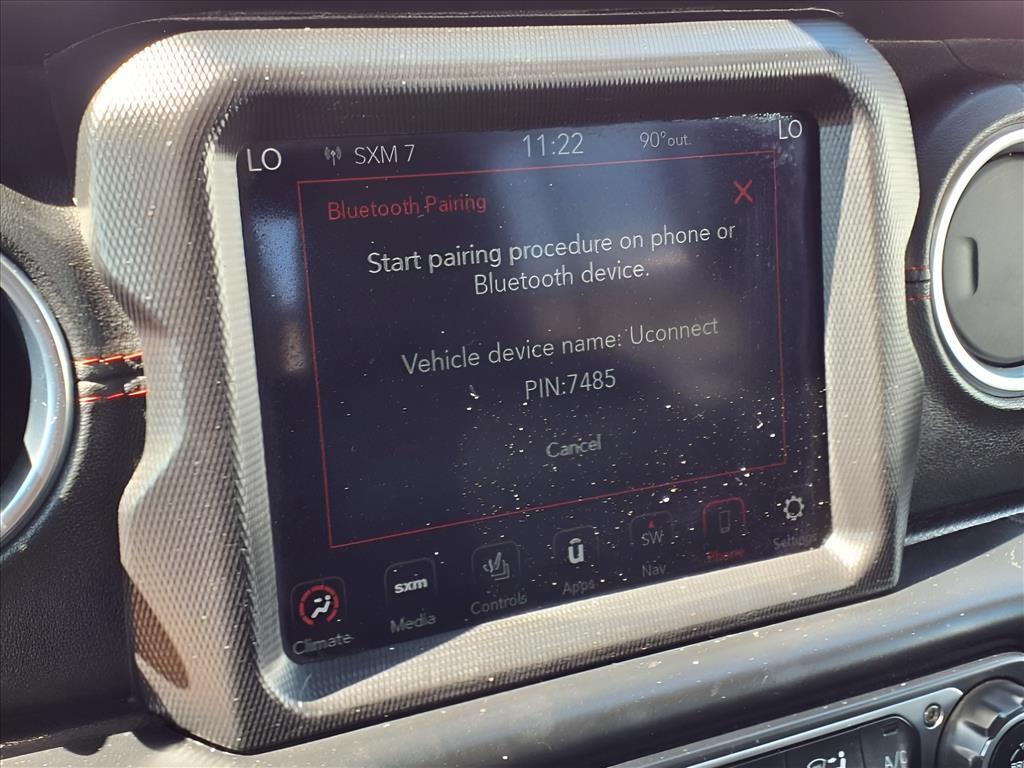 LO SXM 7 11:22 90°out. LO
Bluetooth Pairing X
Start pairing procedure on phone or
Bluetooth device.
Vehicle device name: Uconnect
PIN:7485
Cancel
sxm SW
Climate Media Controls Apps Nav Phone Settings
A/C